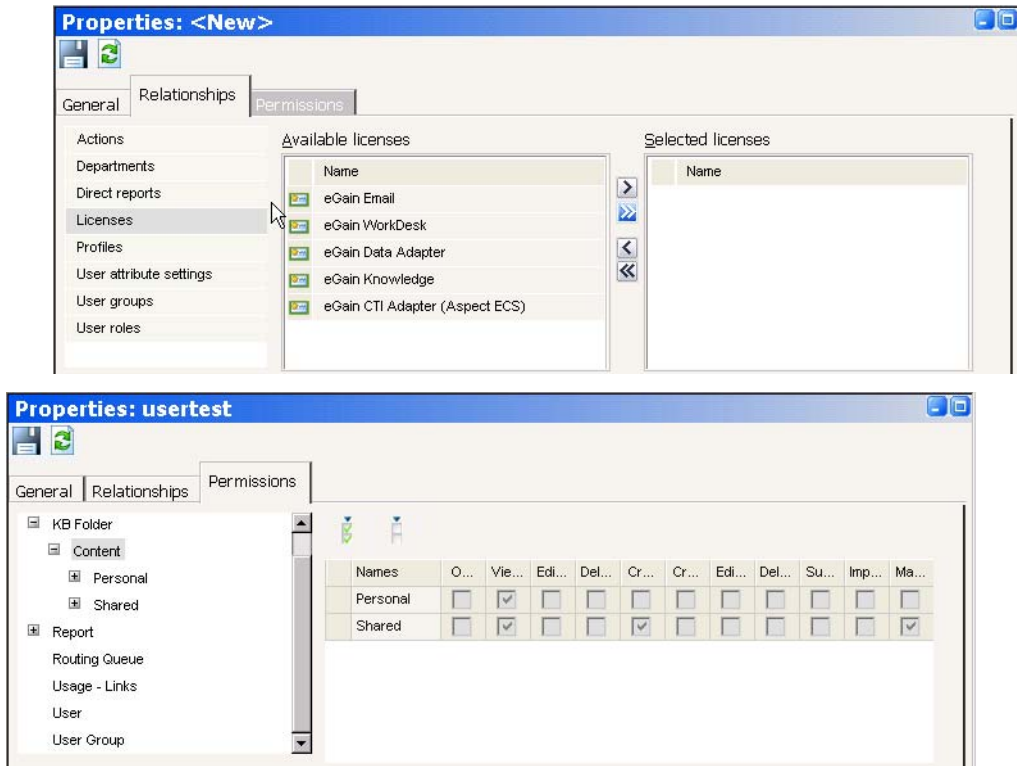 Properties: <New>
General Relationships Permissions
Actions
Departments
Direct reports
Licenses
Profiles
User attribute settings
User groups
User roles
Available licenses
Name
eGain Email
eGain WorkDesk
eGain Data Adapter
eGain Knowledge
eGain CTI Adapter (Aspect ECS)
Selected licenses
Name
Properties: usertest
General Relationships Permissions
KB Folder
Content
Personal
Shared
Report
Routing Queue
Usage - Links
User
User Group
Names O... Vie... Edi... Del... Cr... Cr... Edi... Del... Su... Imp... Ma...
Personal
Shared